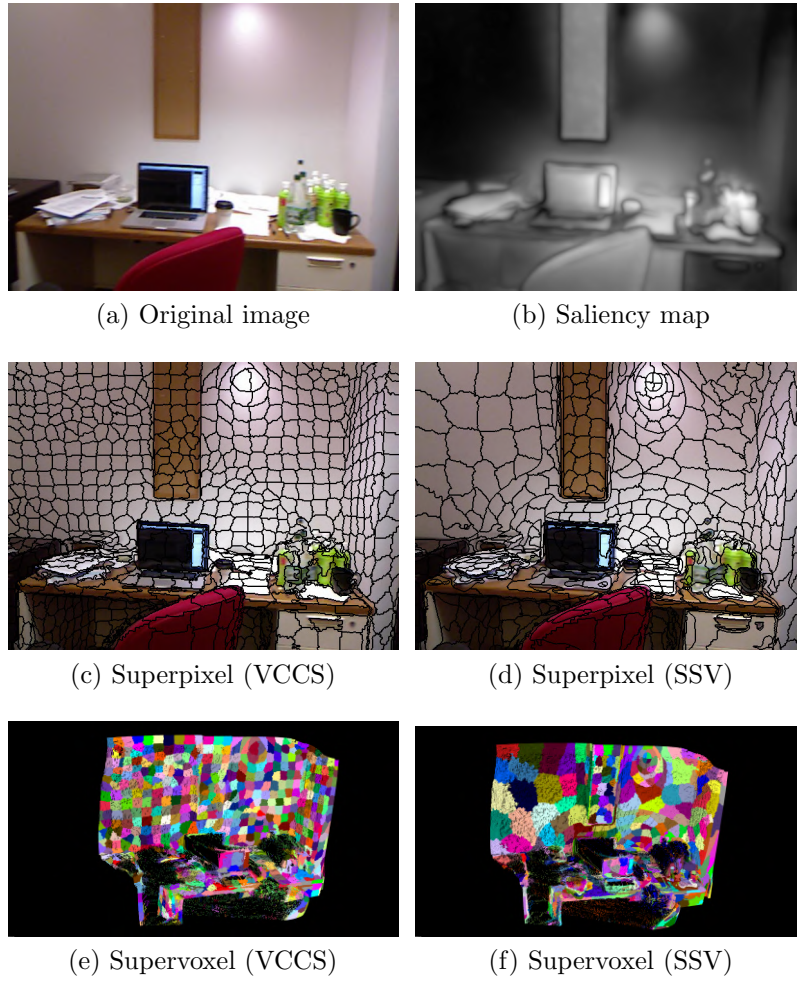 (a) Original image
(b) Saliency map
(c) Superpixel (VCCS)
(d) Superpixel (SSV)
(e) Supervoxel (VCCS)
(f) Supervoxel (SSV)